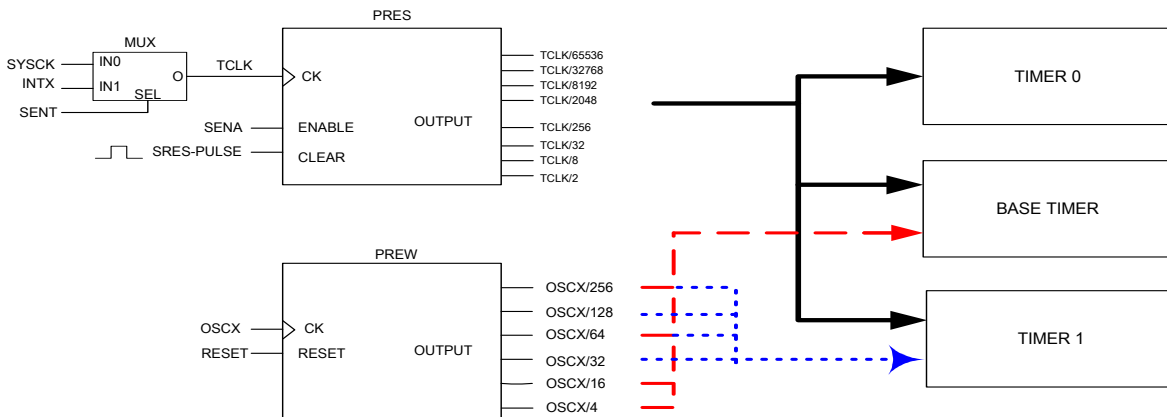 PRES
MUX
SYSCK
IN0
INTX
IN1
O
SEL
SENT
TCLK
CK
SENA
ENABLE
SRES-PULSE
CLEAR
OUTPUT
TCLK/65536
TCLK/32768
TCLK/8192
TCLK/2048
TCLK/256
TCLK/32
TCLK/8
TCLK/2
TIMER 0
BASE TIMER
TIMER 1
PREW
OSCX
CK
RESET
RESET
OUTPUT
OSCX/256
OSCX/128
OSCX/64
OSCX/32
OSCX/16
OSCX/4